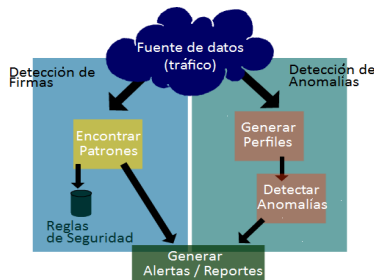 Fuente de datos
(tráfico)
Detección de
Firmas
Detección de
Anomalías
Encontrar
Patrones
Generar
Perfiles
Detectar
Anomalías
Reglas
de Seguridad
Generar
Alertas / Reportes